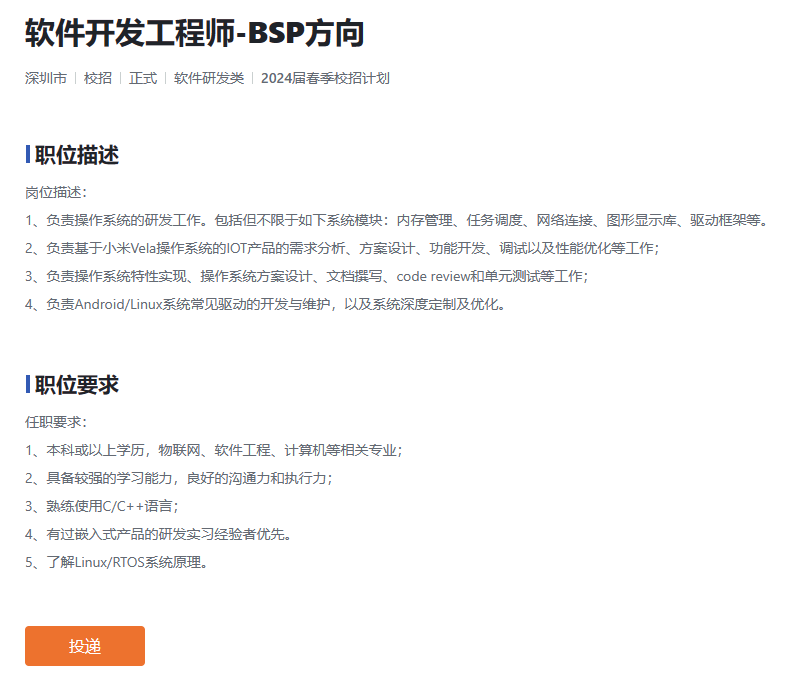 软件开发工程师-BSP方向
深圳市 | 校招 | 正式 | 软件研发类 | 2024届春季校招计划
职位描述
岗位描述：
1、负责操作系统的研发工作。包括但不限于如下系统模块：内存管理、任务调度、网络连接、图形显示库、驱动框架等。
2、负责基于小米Vela操作系统的IOT产品的需求分析、方案设计、功能开发、调试以及性能优化等工作；
3、负责操作系统特性实现、操作系统方案设计、文档撰写、code review和单元测试等工作；
4、负责Android/Linux系统常见驱动的开发与维护，以及系统深度定制及优化。
职位要求
任职要求：
1、本科或以上学历，物联网、软件工程、计算机等相关专业；
2、具备较强的学习能力，良好的沟通力和执行力；
3、熟练使用C/C++语言；
4、有过嵌入式产品的研发实习经验者优先。
5、了解Linux/RTOS系统原理。
投递